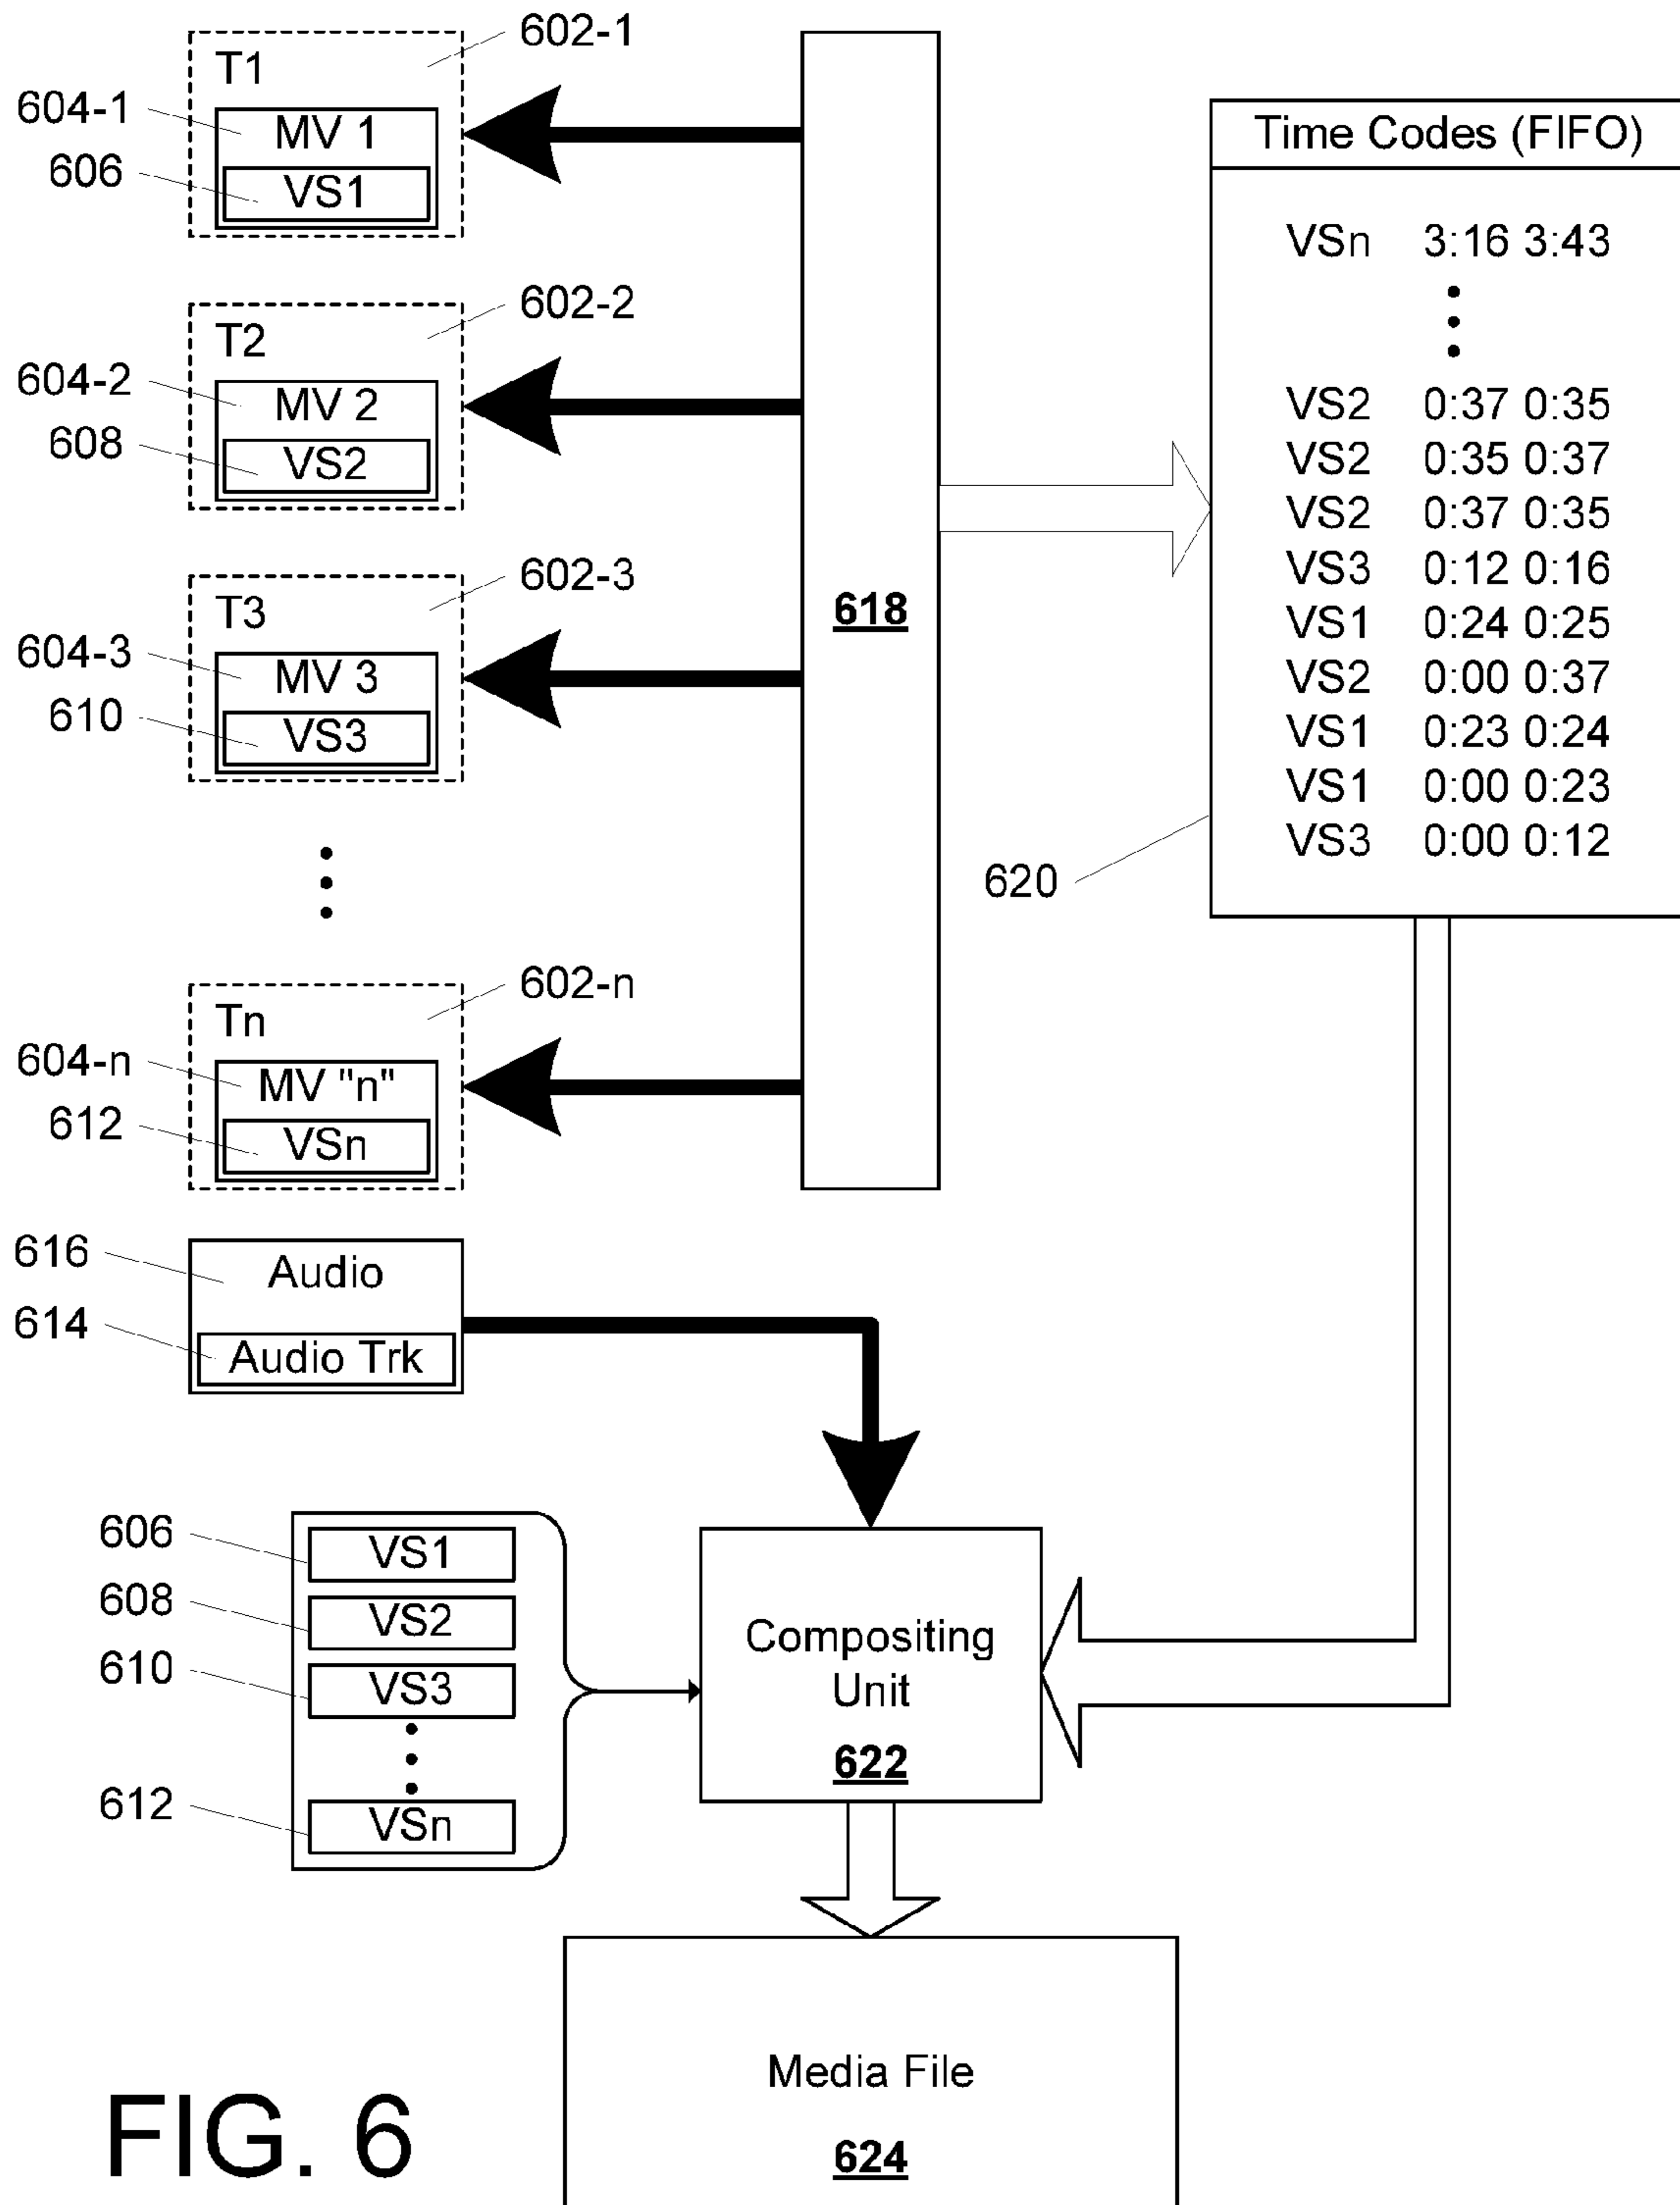 602-1
T1
604-1
MV 1
606
VS1
602-2
T2
604-2
MV 2
608
VS2
602-3
T3
604-3
MV 3
610
VS3
602-n
Tn
604-n
MV "n"
612
VSn
618
Time Codes (FIFO)
VSn 3:16 3:43
VS2 0:37 0:35
VS2 0:35 0:37
VS2 0:37 0:35
VS3 0:12 0:16
VS1 0:24 0:25
VS2 0:00 0:37
VS1 0:23 0:24
VS1 0:00 0:23
VS3 0:00 0:12
620
616
Audio
614
Audio Trk
606
VS1
608
VS2
610
VS3
612
VSn
Compositing
Unit
622
Media File
624
FIG. 6